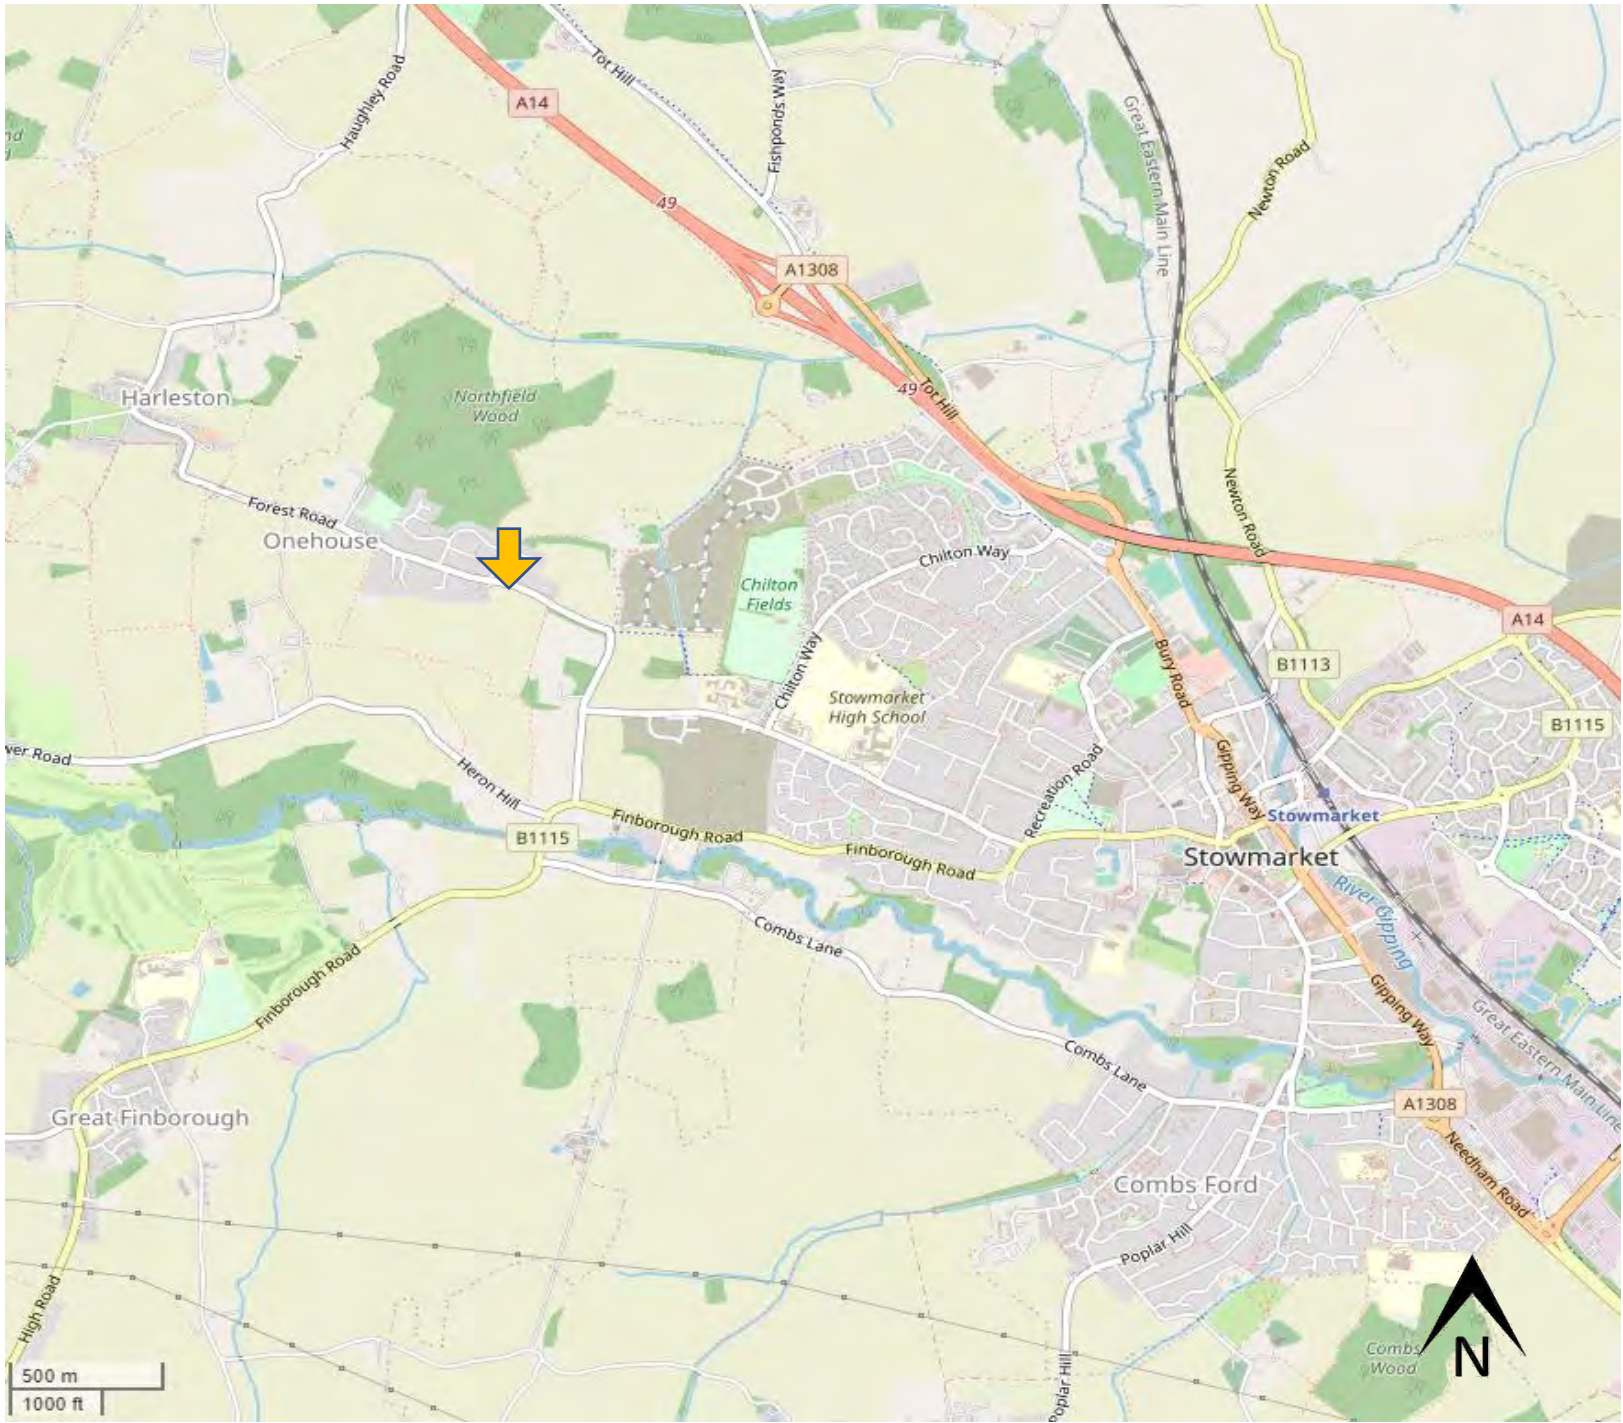 Tot Hill
Haughley Road
A14
Fishponds Way
Great Eastern Main Line
Newton Road
49
A1308
49
Tot Hill
Harleston
Northfield
Wood
Newton Road
Forest Road
Onehouse
Chilton Way
Chilton
Fields
A14
Bury Road
B1113
Chilton Way
Stowmarket
High School
B1115
Gipping Way
Heron Hill
Recreation Road
Finborough Road
B1115
Finborough Road
Stowmarket
Stowmarket
River Gipping
Combs Lane
Finborough Road
Gipping Way
Great Eastern Main Line
Combs Lane
Great Finborough
A1308
Needham Road
Combs Ford
Poplar Hill
High Road
Poplar Hill
Combs
Wood
N
500 m
1000 ft